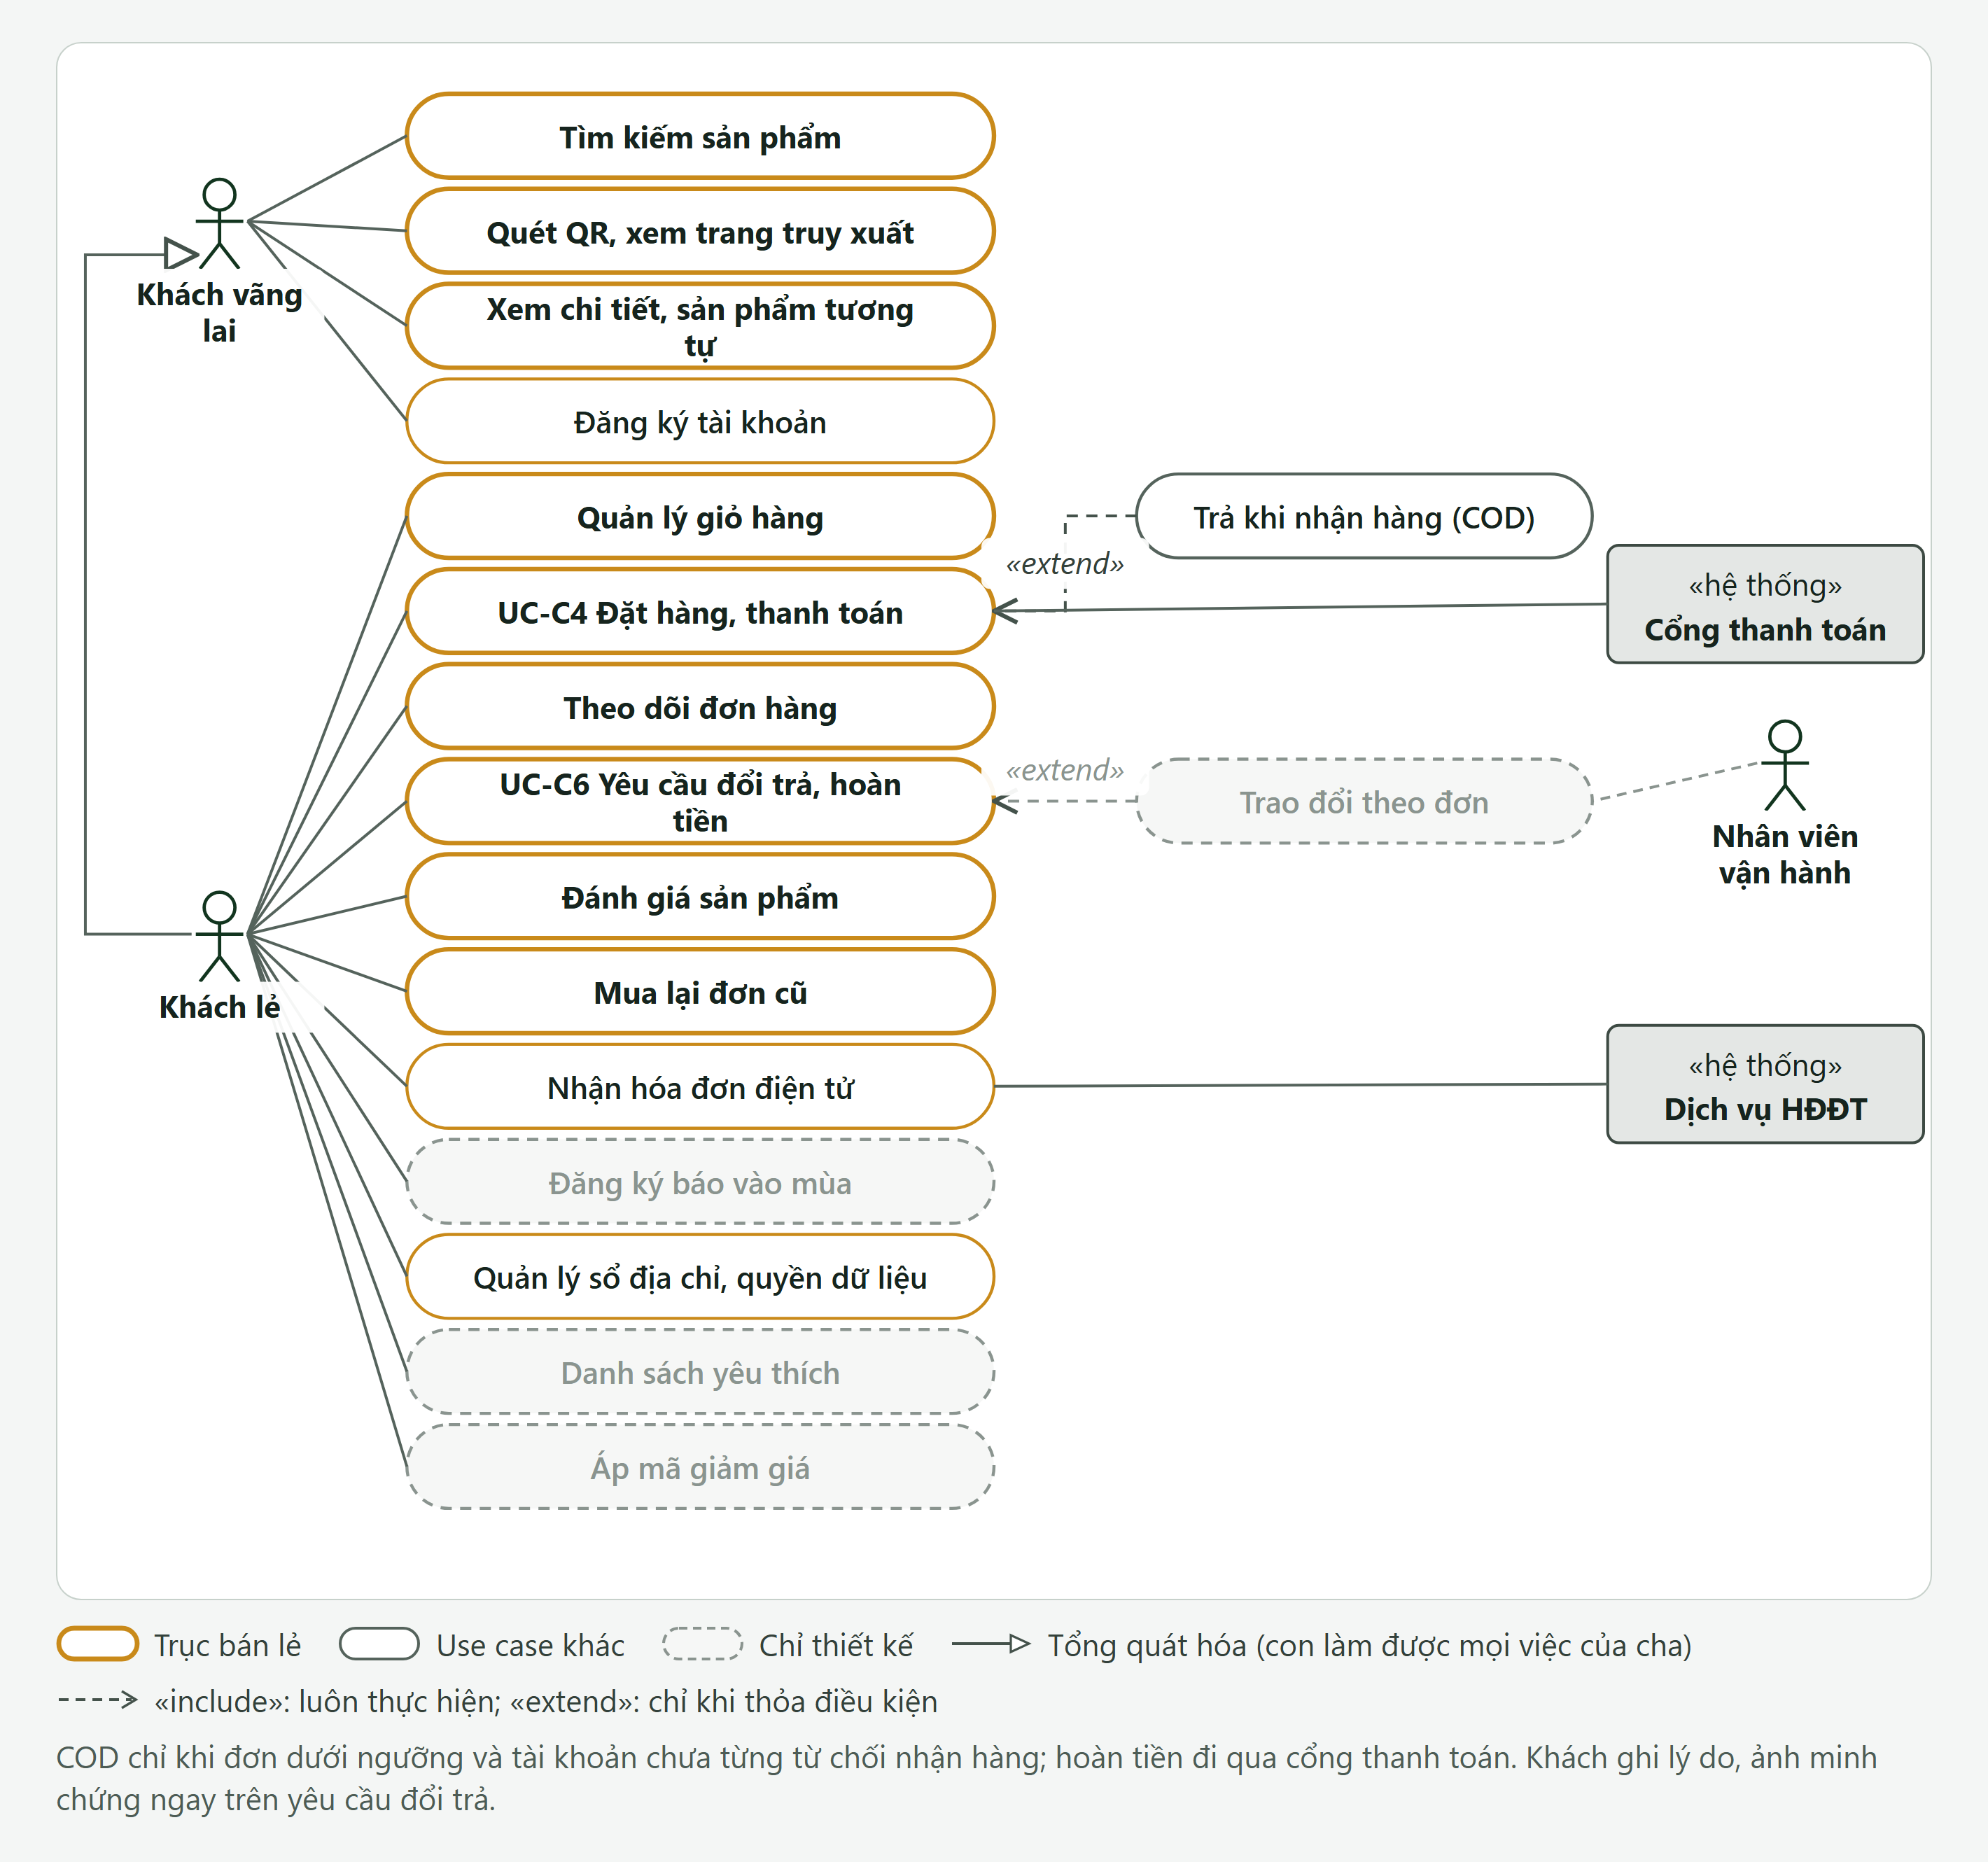 Tìm kiếm sản phẩm
Quét QR, xem trang truy xuất
Khách vãng
lai
Xem chi tiết, sản phẩm tương
tự
Đăng ký tài khoản
Quản lý giỏ hàng
Trả khi nhận hàng (COD)
«extend»
«hệ thống»
Cổng thanh toán
UC-C4 Đặt hàng, thanh toán
Theo dõi đơn hàng
UC-C6 Yêu cầu đổi trả, hoàn
tiền
«extend»
Trao đổi theo đơn
Nhân viên
vận hành
Đánh giá sản phẩm
Khách lẻ
Mua lại đơn cũ
Nhận hóa đơn điện tử
«hệ thống»
Dịch vụ HĐĐT
Đăng ký báo vào mùa
Quản lý sổ địa chỉ, quyền dữ liệu
Danh sách yêu thích
Áp mã giảm giá
Trục bán lẻ
Use case khác
Chỉ thiết kế
Tổng quát hóa (con làm được mọi việc của cha)
«include»: luôn thực hiện; «extend»: chỉ khi thỏa điều kiện
COD chỉ khi đơn dưới ngưỡng và tài khoản chưa từng từ chối nhận hàng; hoàn tiền đi qua cổng thanh toán. Khách ghi lý do, ảnh minh
chứng ngay trên yêu cầu đổi trả.